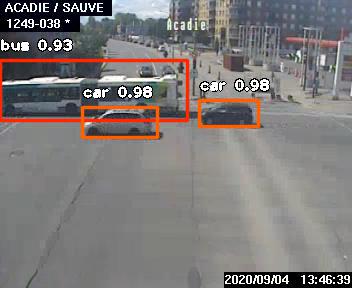 ACADIE / SAUVE
1249-038 *
Acadie
bus 0.93
car 0.98
car 0.98
2020/09/04 13:46:39